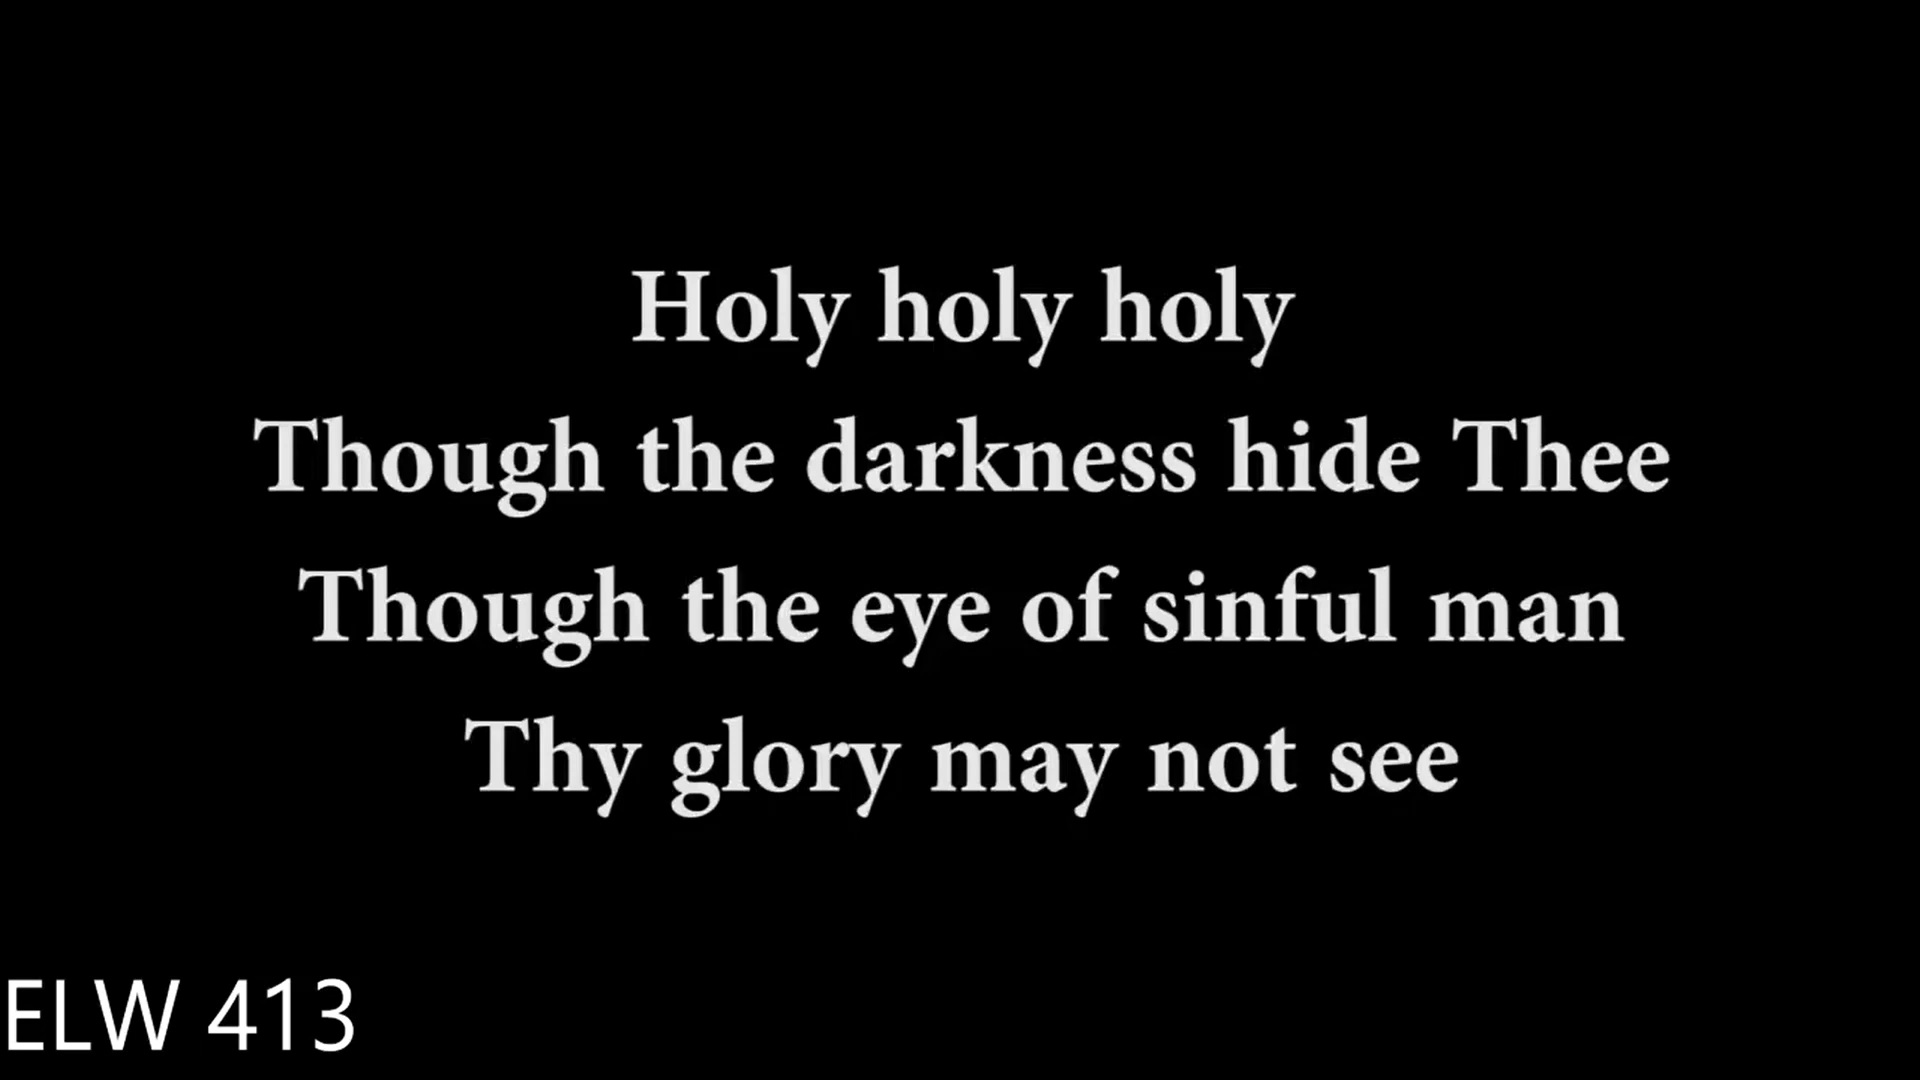 Holy holy holy
Though the darkness hide Thee
Though the eye of sinful man
Thy glory may not see
ELW 413